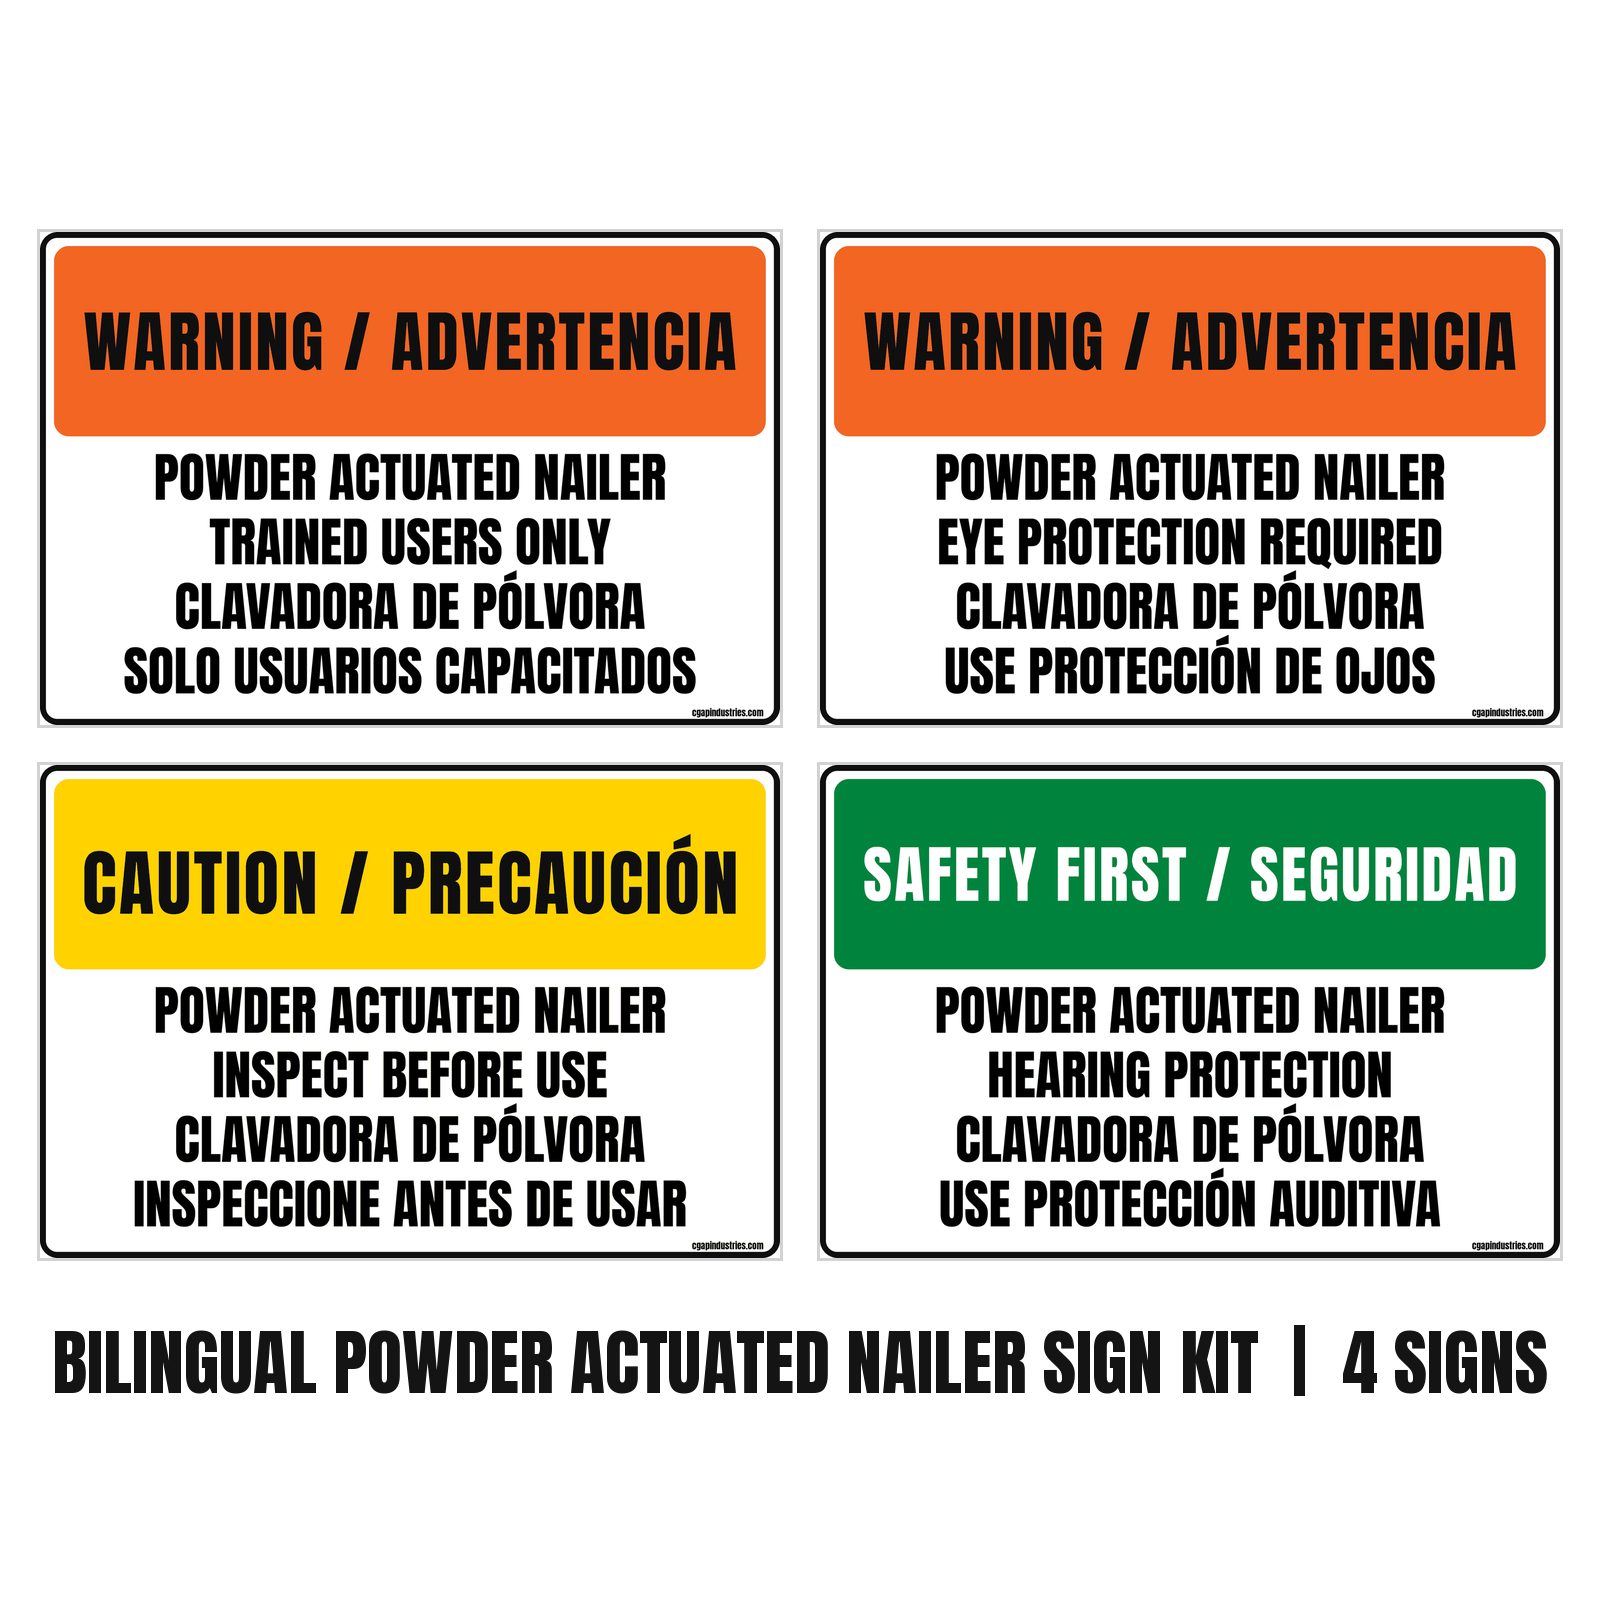 WARNING / ADVERTENCIA
POWDER ACTUATED NAILER
TRAINED USERS ONLY
CLAVADORA DE PÓLVORA
SOLO USUARIOS CAPACITADOS
cgapindustries.com
WARNING / ADVERTENCIA
POWDER ACTUATED NAILER
EYE PROTECTION REQUIRED
CLAVADORA DE PÓLVORA
USE PROTECCIÓN DE OJOS
cgapindustries.com
CAUTION / PRECAUCIÓN
POWDER ACTUATED NAILER
INSPECT BEFORE USE
CLAVADORA DE PÓLVORA
INSPECCIONE ANTES DE USAR
cgapindustries.com
SAFETY FIRST / SEGURIDAD
POWDER ACTUATED NAILER
HEARING PROTECTION
CLAVADORA DE PÓLVORA
USE PROTECCIÓN AUDITIVA
cgapindustries.com
BILINGUAL POWDER ACTUATED NAILER SIGN KIT | 4 SIGNS